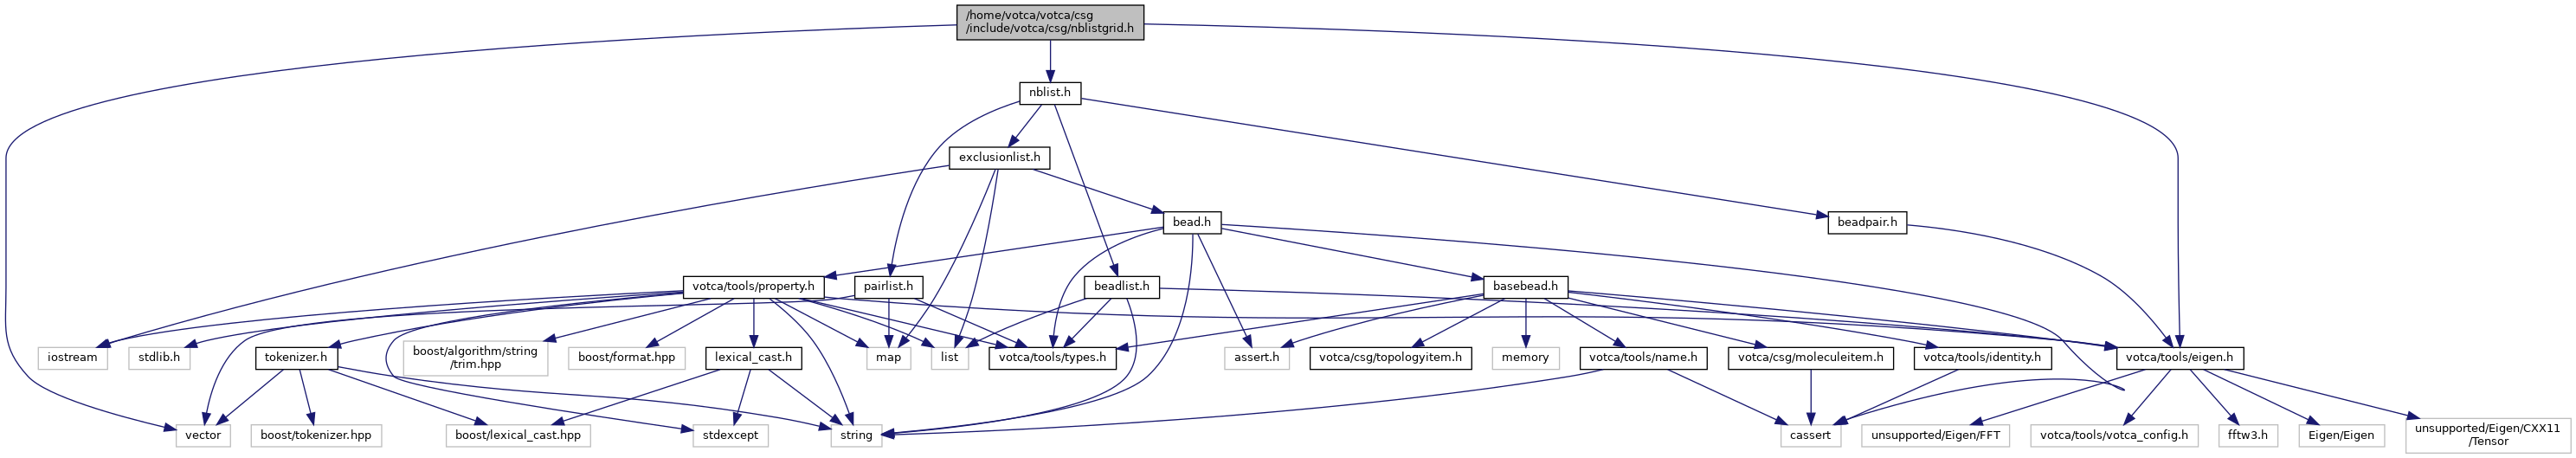 /home/votca/votca/csg
/include/votca/csg/nblistgrid.h
nblist.h
exclusionlist.h
bead.h
beadpair.h
votca/tools/property.h
pairlist.h
beadlist.h
basebead.h
iostream
stdlib.h
tokenizer.h
boost/algorithm/string
/trim.hpp
boost/format.hpp
lexical_cast.h
map
list
votca/tools/types.h
assert.h
votca/csg/topologyitem.h
memory
votca/tools/name.h
votca/csg/moleculeitem.h
votca/tools/identity.h
votca/tools/eigen.h
vector
boost/tokenizer.hpp
boost/lexical_cast.hpp
stdexcept
string
cassert
unsupported/Eigen/FFT
votca/tools/votca_config.h
fftw3.h
Eigen/Eigen
unsupported/Eigen/CXX11
/Tensor